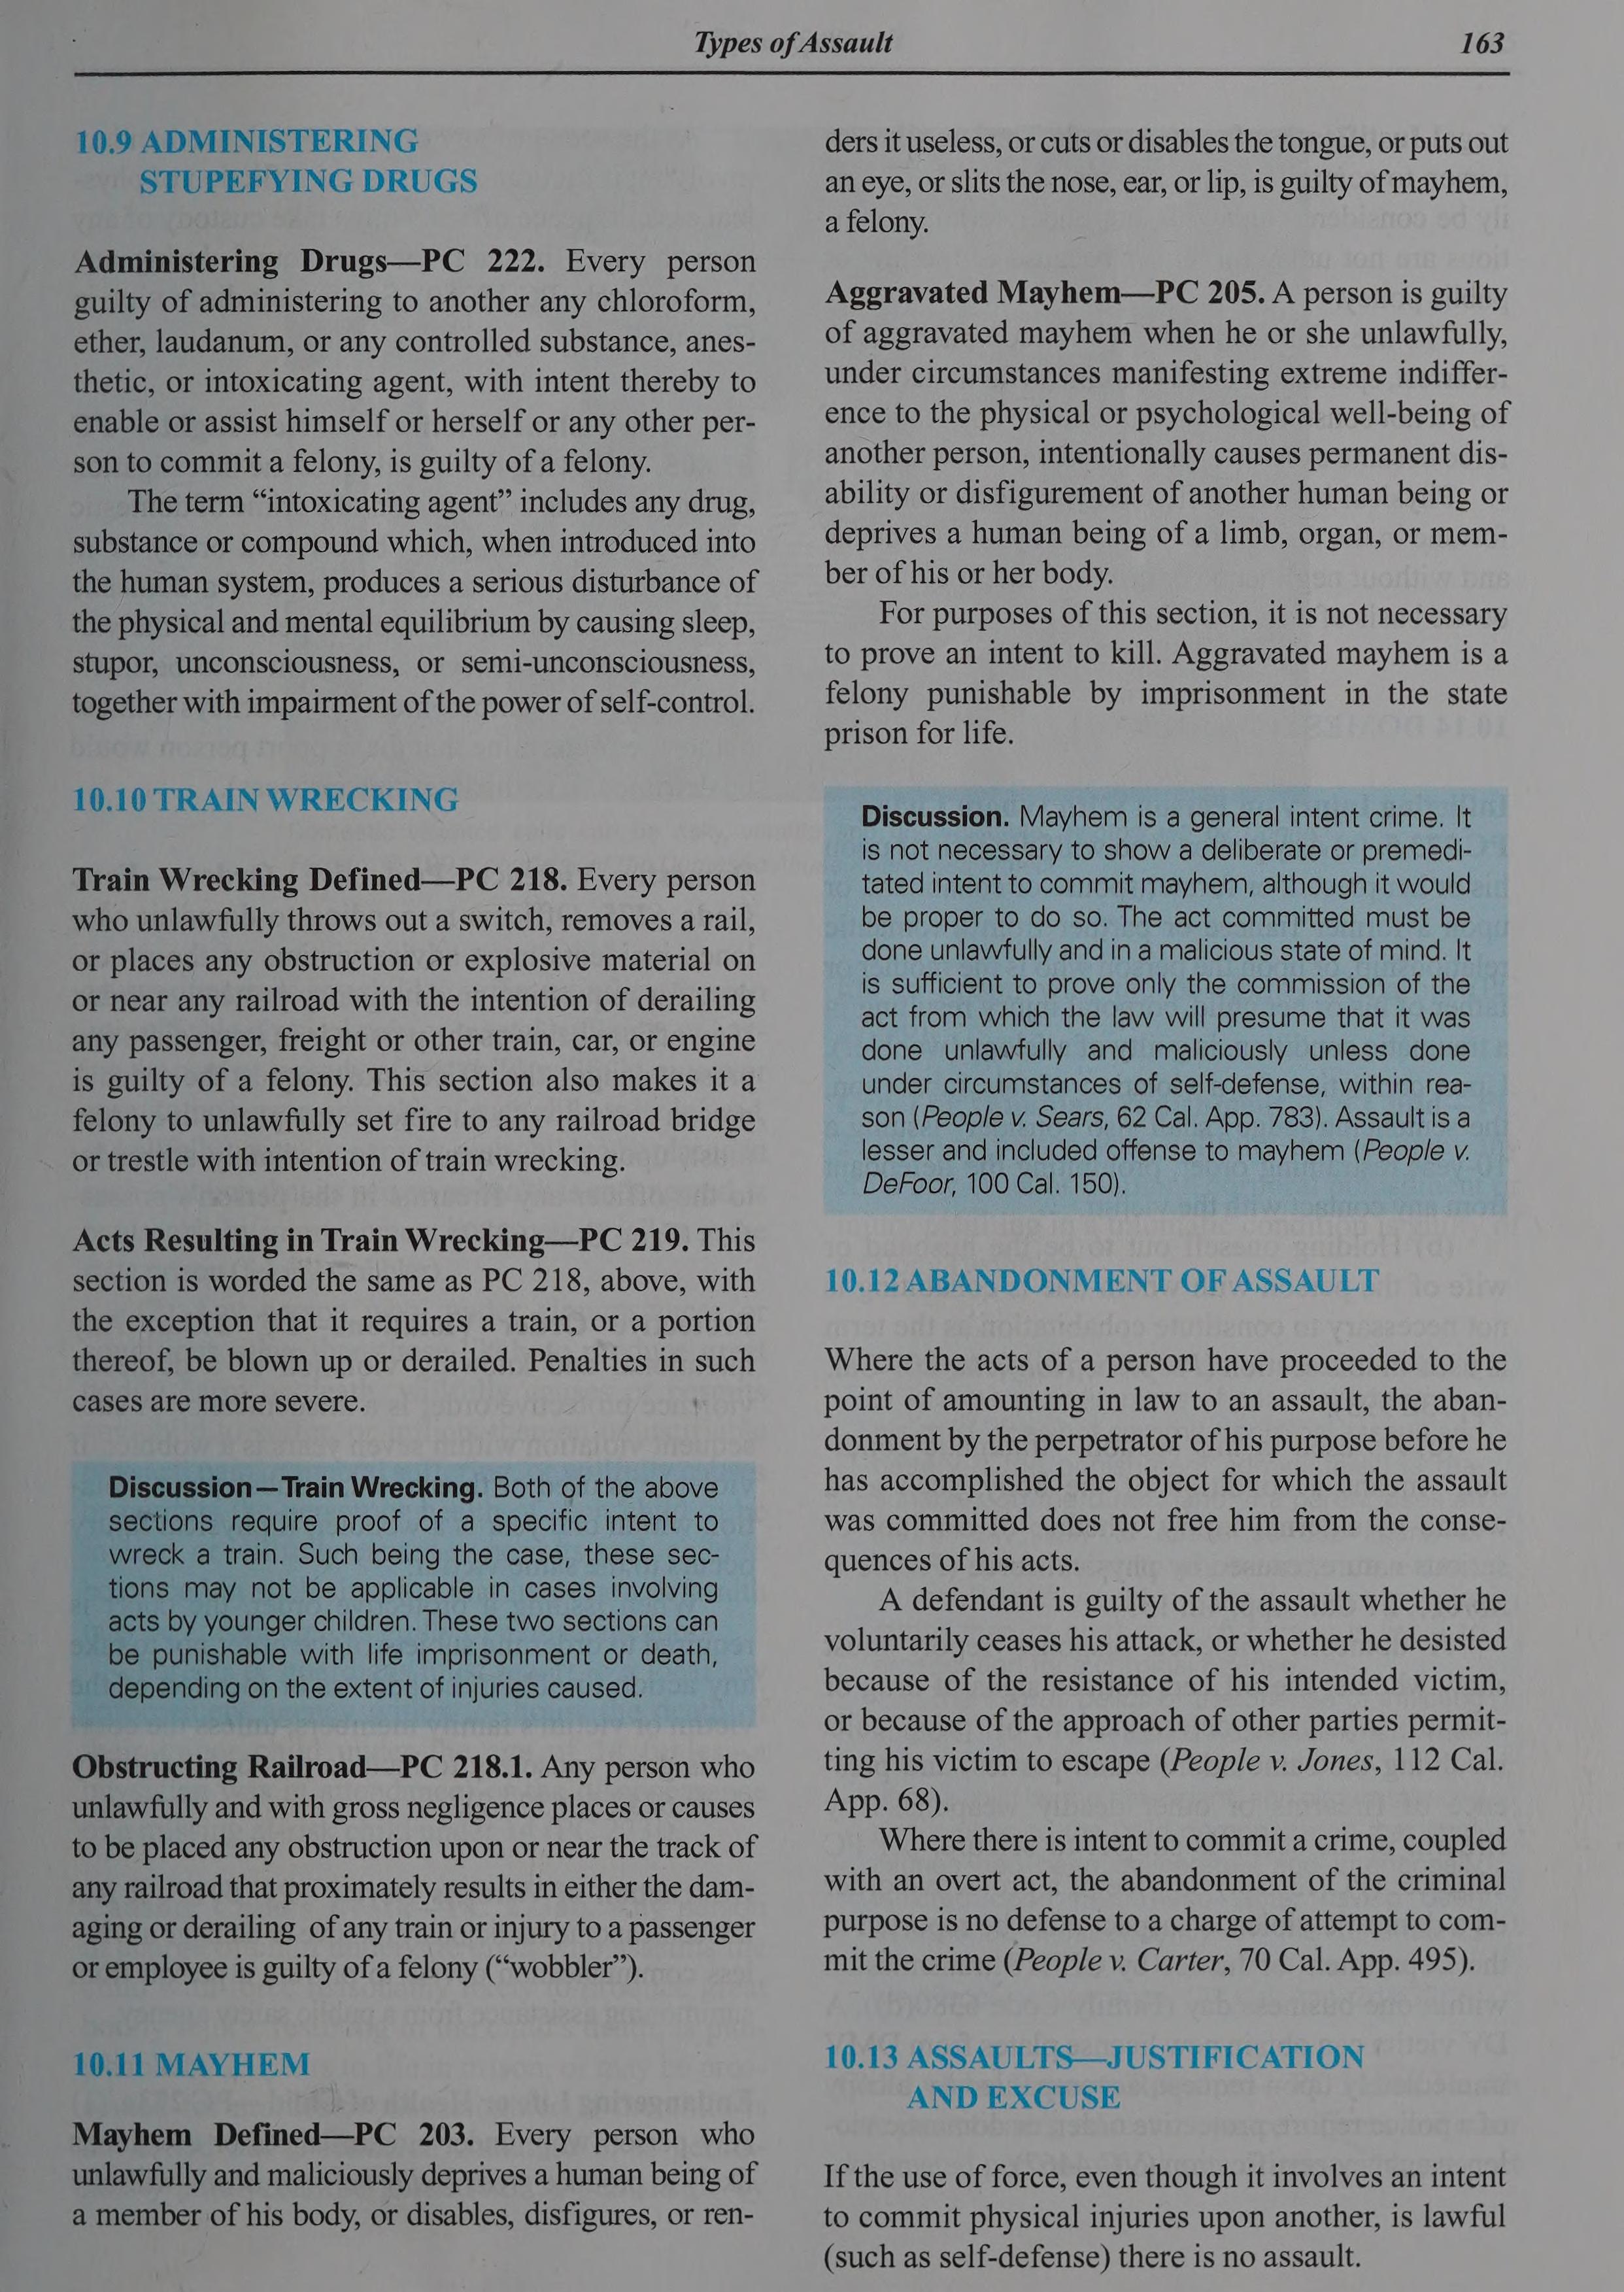 Types of Assault
163
10.9 ADMINISTERING
STUPEFYING DRUGS
Administering Drugs—PC 222. Every person
guilty of administering to another any chloroform,
ether, laudanum, or any controlled substance, anes-
thetic, or intoxicating agent, with intent thereby to
enable or assist himself or herself or any other per-
son to commit a felony, is guilty of a felony.
The term “intoxicating agent” includes any drug,
substance or compound which, when introduced into
the human system, produces a serious disturbance of
the physical and mental equilibrium by causing sleep,
stupor, unconsciousness, or semi-unconsciousness,
together with impairment of the power of self-control.
10.10 TRAIN WRECKING
Train Wrecking Defined—PC 218. Every person
who unlawfully throws out a switch, removes a rail,
or places any obstruction or explosive material on
or near any railroad with the intention of derailing
any passenger, freight or other train, car, or engine
is guilty of a felony. This section also makes it a
felony to unlawfully set fire to any railroad bridge
or trestle with intention of train wrecking.
Acts Resulting in Train Wrecking—PC 219. This
section is worded the same as PC 218, above, with
the exception that it requires a train, or a portion
thereof, be blown up or derailed. Penalties in such
cases are more severe.
Discussion—Train Wrecking. Both of the above
sections require proof of a specific intent to
wreck a train. Such being the case, these sec-
tions may not be applicable in cases involving
acts by younger children. These two sections can
be punishable with life imprisonment or death,
depending on the extent of injuries caused.
Obstructing Railroad—PC 218.1. Any person who
unlawfully and with gross negligence places or causes
to be placed any obstruction upon or near the track of
any railroad that proximately results in either the dam-
aging or derailing of any train or injury to a passenger
or employee is guilty of a felony (“wobbler”).
10.11 MAYHEM
Mayhem Defined—PC 203. Every person who
unlawfully and maliciously deprives a human being of
a member of his body, or disables, disfigures, or ren-
ders it useless, or cuts or disables the tongue, or puts out
an eye, or slits the nose, ear, or lip, is guilty of mayhem,
a felony.
Aggravated Mayhem—PC 205. A person is guilty
of aggravated mayhem when he or she unlawfully,
under circumstances manifesting extreme indiffer-
ence to the physical or psychological well-being of
another person, intentionally causes permanent dis-
ability or disfigurement of another human being or
deprives a human being of a limb, organ, or mem-
ber of his or her body.
For purposes of this section, it is not necessary
to prove an intent to kill. Aggravated mayhem is a
felony punishable by imprisonment in the state
prison for life.
Discussion. Mayhem is a general intent crime. It
is not necessary to show a deliberate or premedi-
tated intent to commit mayhem, although it would
be proper to do so. The act committed must be
done unlawfully and in a malicious state of mind. It
is sufficient to prove only the commission of the
act from which the law will presume that it was
done unlawfully and maliciously unless done
under circumstances of self-defense, within rea-
son (People v. Sears, 62 Cal. App. 783). Assault is a
lesser and included offense to mayhem (People v.
DeFoor, 100 Cal. 150).
10.12 ABANDONMENT OF ASSAULT
Where the acts of a person have proceeded to the
point of amounting in law to an assault, the aban-
donment by the perpetrator of his purpose before he
has accomplished the object for which the assault
was committed does not free him from the conse-
quences of his acts.
A defendant is guilty of the assault whether he
voluntarily ceases his attack, or whether he desisted
because of the resistance of his intended victim,
or because of the approach of other parties permit-
ting his victim to escape (People v. Jones, 112 Cal.
App. 68).
Where there is intent to commit a crime, coupled
with an overt act, the abandonment of the criminal
purpose is no defense to a charge of attempt to com-
mit the crime (People v. Carter, 70 Cal. App. 495).
10.13 ASSAULTS—JUSTIFICATION
AND EXCUSE
If the use of force, even though it involves an intent
to commit physical injuries upon another, is lawful
(such as self-defense) there is no assault.